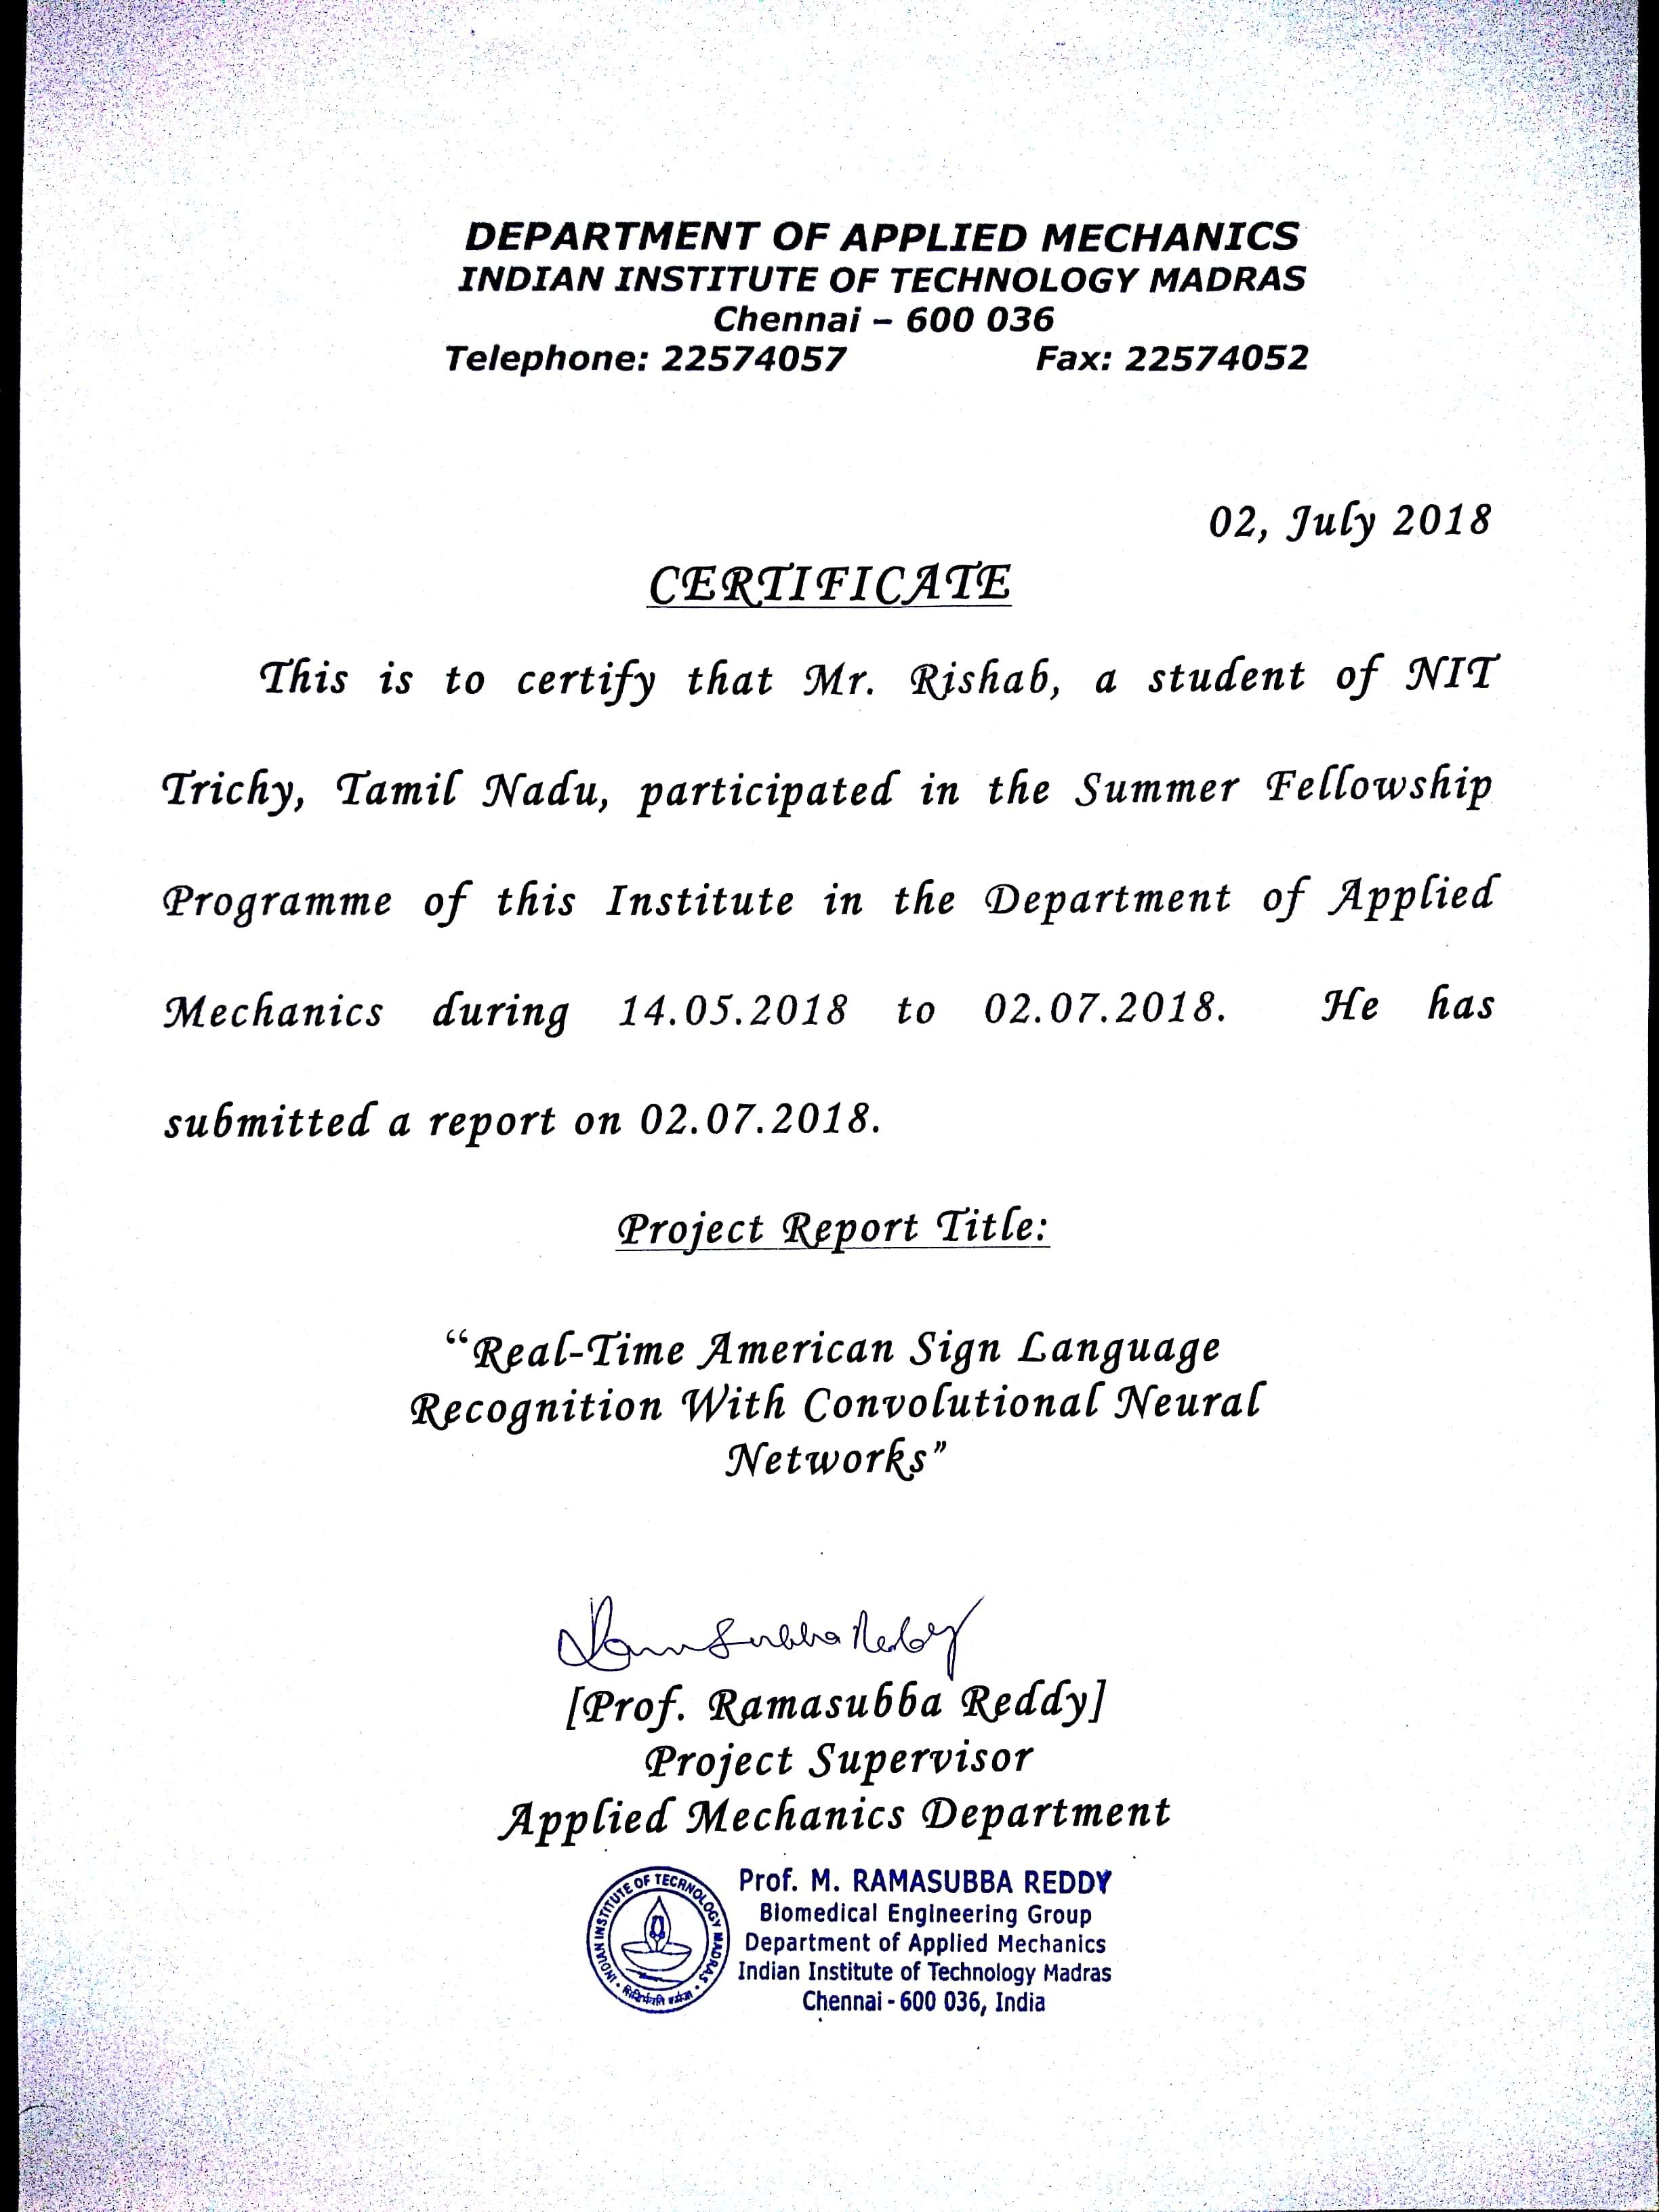 DEPARTMENT OF APPLIED MECHANICS
INDIAN INSTITUTE OF TECHNOLOGY MADRAS
Chennai – 600 036
Telephone: 22574057 Fax: 22574052
02, July 2018
CERTIFICATE
This is to certify that Mr. Rishab, a student of NIT
Trichy, Tamil Nadu, participated in the Summer Fellowship
Programme of this Institute in the Department of Applied
Mechanics during 14.05.2018 to 02.07.2018. He has
submitted a report on 02.07.2018.
Project Report Title:
“Real-Time American Sign Language
Recognition With Convolutional Neural
Networks”
RamaSubba Reddy
[Prof. Ramasubba Reddy]
Project Supervisor
Applied Mechanics Department
INDIAN INSTITUTE OF TECHNOLOGY MADRAS
Prof. M. RAMASUBBA REDDY
Biomedical Engineering Group
Department of Applied Mechanics
Indian Institute of Technology Madras
Chennai - 600 036, India